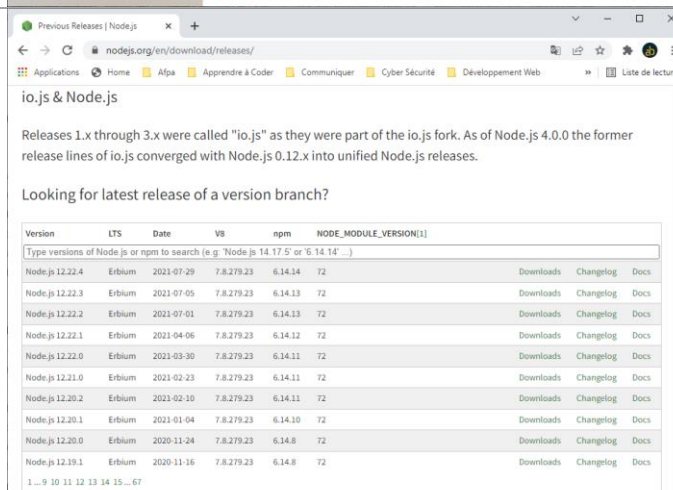 Previous Releases | Node.js
nodejs.org/en/download/releases/
Applications Home Afpa Apprendre à Coder Communiquer Cyber Sécurité Développement Web » Liste de lectur
io.js & Node.js
Releases 1.x through 3.x were called "io.js" as they were part of the io.js fork. As of Node.js 4.0.0 the former
release lines of io.js converged with Node.js 0.12.x into unified Node.js releases.
Looking for latest release of a version branch?
Version LTS Date V8 npm NODE_MODULE_VERSION[1]
Type versions of Node.js or npm to search (e.g. 'Node.js 14.17.5' or '6.14.14' ...)
Node.js 12.22.4 Erbium 2021-07-29 7.8.279.23 6.14.14 72 Downloads Changelog Docs
Node.js 12.22.3 Erbium 2021-07-05 7.8.279.23 6.14.13 72 Downloads Changelog Docs
Node.js 12.22.2 Erbium 2021-07-01 7.8.279.23 6.14.13 72 Downloads Changelog Docs
Node.js 12.22.1 Erbium 2021-04-06 7.8.279.23 6.14.12 72 Downloads Changelog Docs
Node.js 12.22.0 Erbium 2021-03-30 7.8.279.23 6.14.11 72 Downloads Changelog Docs
Node.js 12.21.0 Erbium 2021-02-23 7.8.279.23 6.14.11 72 Downloads Changelog Docs
Node.js 12.20.2 Erbium 2021-02-10 7.8.279.23 6.14.11 72 Downloads Changelog Docs
Node.js 12.20.1 Erbium 2021-01-04 7.8.279.23 6.14.10 72 Downloads Changelog Docs
Node.js 12.20.0 Erbium 2020-11-24 7.8.279.23 6.14.8 72 Downloads Changelog Docs
Node.js 12.19.1 Erbium 2020-11-16 7.8.279.23 6.14.8 72 Downloads Changelog Docs
1 ... 9 10 11 12 13 14 15 ... 67